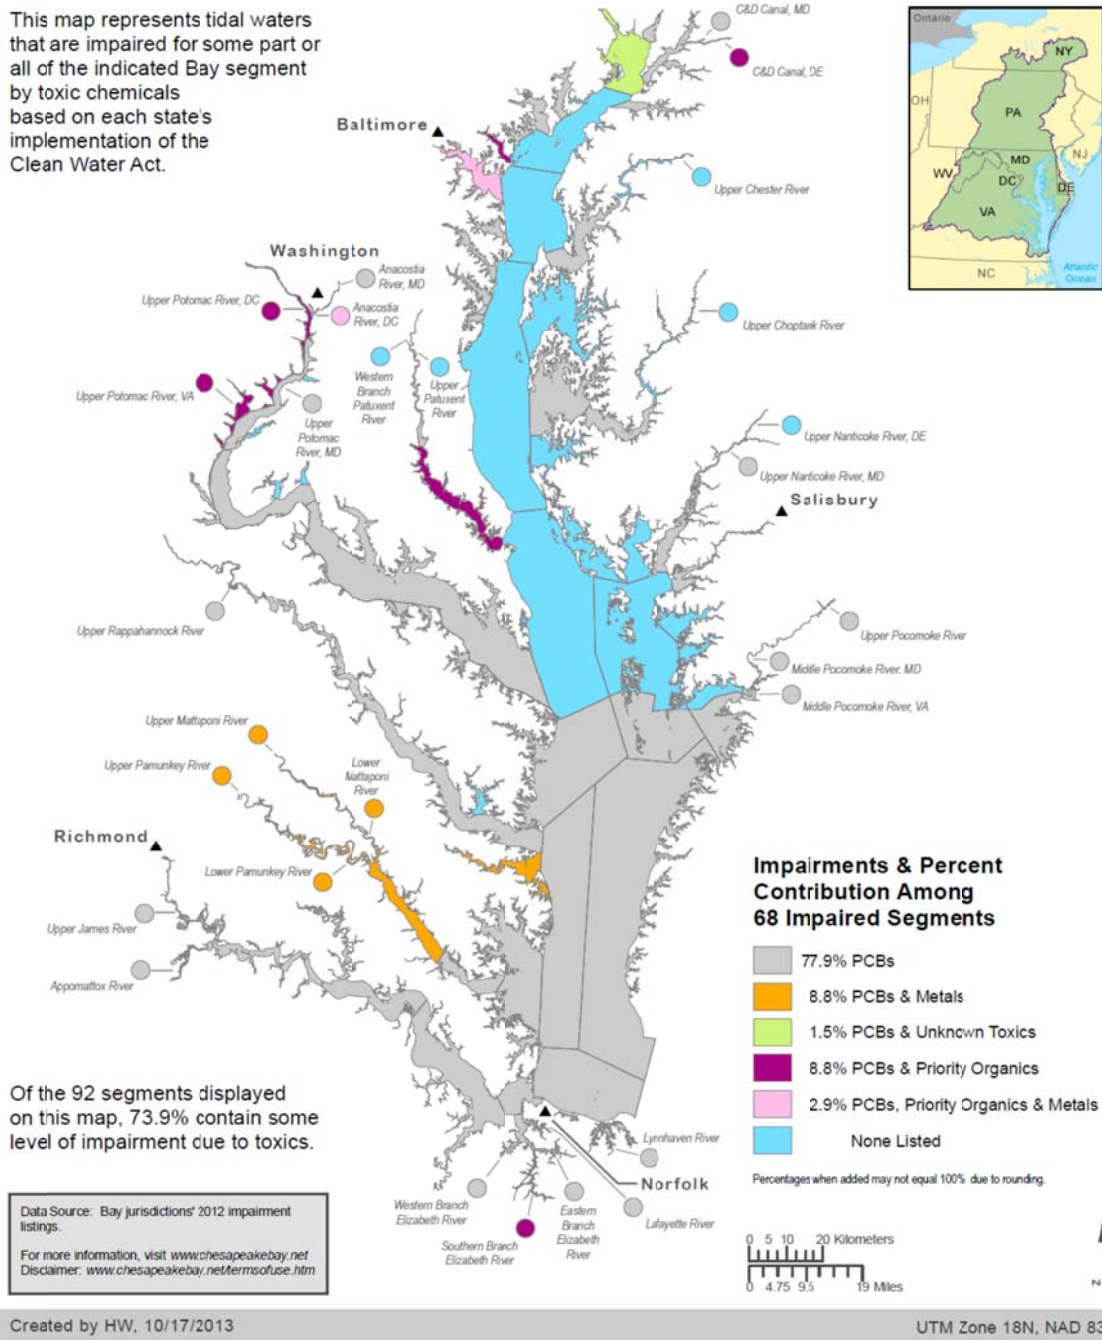 This map represents tidal waters
that are impaired for some part or
all of the indicated Bay segment
by toxic chemicals
based on each state's
implementation of the
Clean Water Act.
C&D Canal, MD
C&D Canal, DE
Ontario
NY
OH
PA
NJ
MD
WV
DC
DE
VA
NC
Atlantic
Ocean
Baltimore
Upper Chester River
Washington
Anacostia
River, MD
Upper Potomac River, DC
Anacostia
River, DC
Upper Choptank River
Western
Branch
Patuxent
River
Upper
Patuxent
River
Upper Potomac River, VA
Upper
Potomac
River, MD
Upper Nanticoke River, DE
Upper Nanticoke River, MD
Salisbury
Upper Rappahannock River
Upper Pocomoke River
Middle Pocomoke River, MD
Middle Pocomoke River, VA
Upper Mattaponi River
Upper Pamunkey River
Lower
Mattaponi
River
Richmond
Lower Pamunkey River
Upper James River
Appomattox River
Impairments & Percent
Contribution Among
68 Impaired Segments
77.9% PCBs
8.8% PCBs & Metals
1.5% PCBs & Unknown Toxics
8.8% PCBs & Priority Organics
2.9% PCBs, Priority Organics & Metals
None Listed
Percentages when added may not equal 100% due to rounding.
Of the 92 segments displayed
on this map, 73.9% contain some
level of impairment due to toxics.
Lynnhaven River
Norfolk
Western Branch
Elizabeth River
Southern Branch
Elizabeth River
Eastern
Branch
Elizabeth
River
Lafayette River
Data Source: Bay jurisdictions' 2012 impairment
listings.
For more information, visit www.chesapeakebay.net
Disclaimer: www.chesapeakebay.net/termsofuse.htm
0 5 10 20 Kilometers
0 4.75 9.5 19 Miles
N
Created by HW, 10/17/2013
UTM Zone 18N, NAD 83